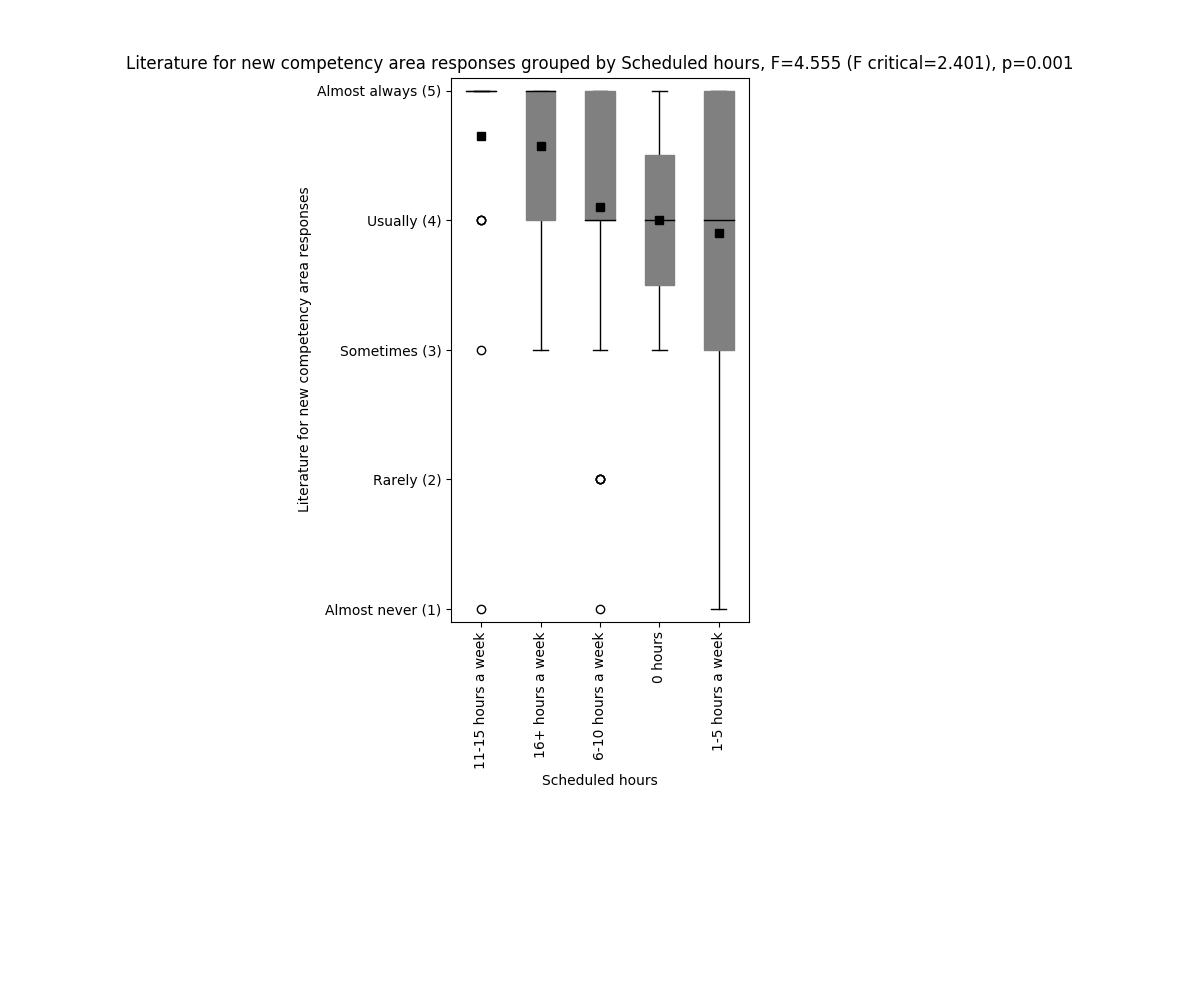 Literature for new competency area responses grouped by Scheduled hours, F=4.555 (F critical=2.401), p=0.001
Almost always (5)
Usually (4)
Sometimes (3)
Rarely (2)
Almost never (1)
Literature for new competency area responses
11-15 hours a week
16+ hours a week
6-10 hours a week
0 hours
1-5 hours a week
Scheduled hours